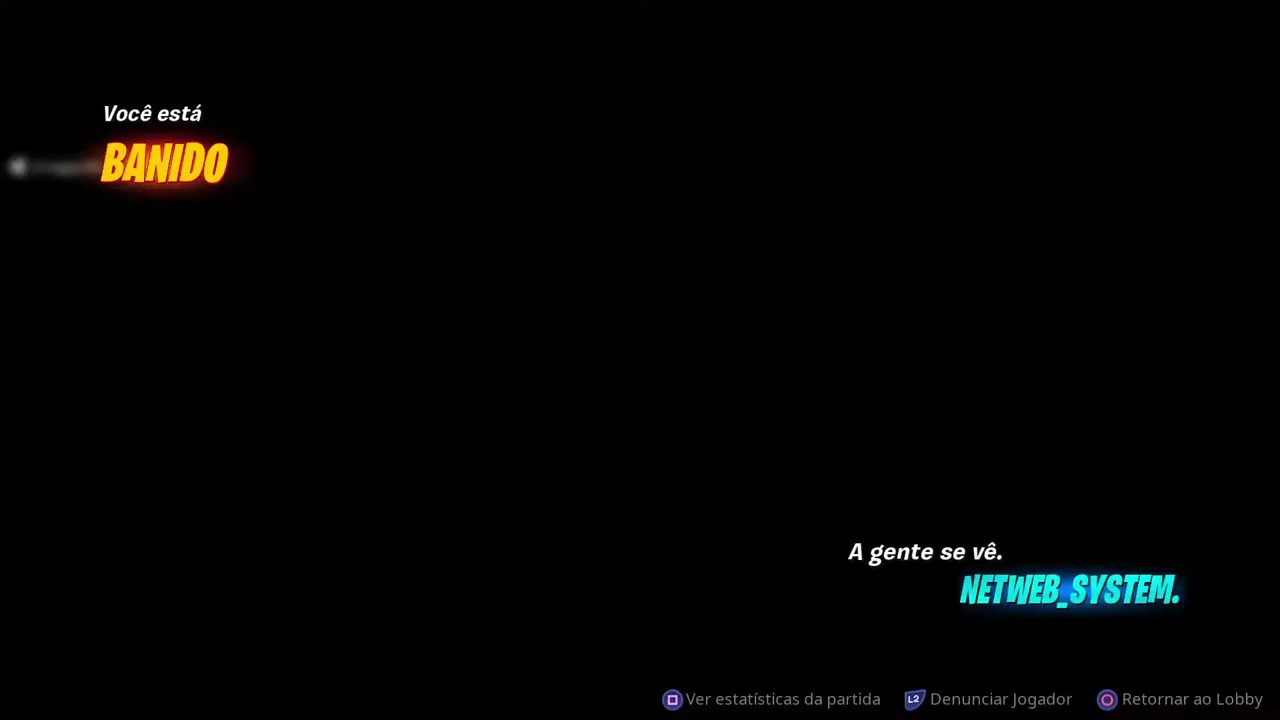 Você está
BANIDO
A gente se vê.
NETWEB_SYSTEM.
L2
Ver estatísticas da partida
Denunciar Jogador
Retornar ao Lobby